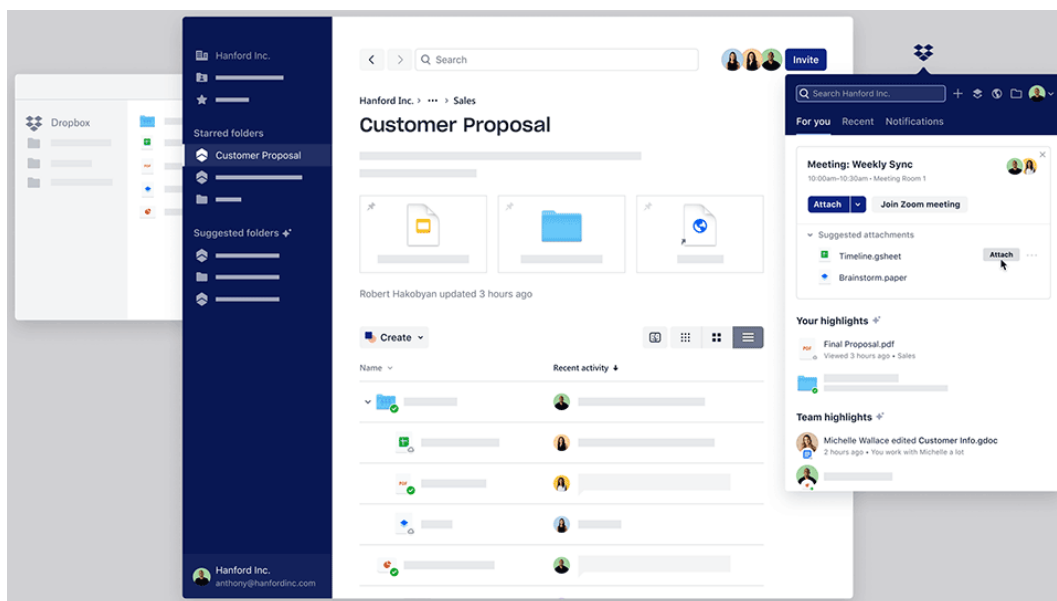 Dropbox
Hanford Inc.
Starred folders
Customer Proposal
Suggested folders
Hanford Inc.
anthony@hanfordinc.com
Search
Invite
Hanford Inc. > ··· > Sales
Customer Proposal
Robert Hakobyan updated 3 hours ago
Create
Name
Recent activity
Search Hanford Inc.
For you Recent Notifications
Meeting: Weekly Sync
10:00am–10:30am • Meeting Room 1
Attach Join Zoom meeting
Suggested attachments
Timeline.gsheet Attach
Brainstorm.paper
Your highlights
PDF Final Proposal.pdf
Viewed 3 hours ago • Sales
Team highlights
Michelle Wallace edited Customer Info.gdoc
2 hours ago • You work with Michelle a lot